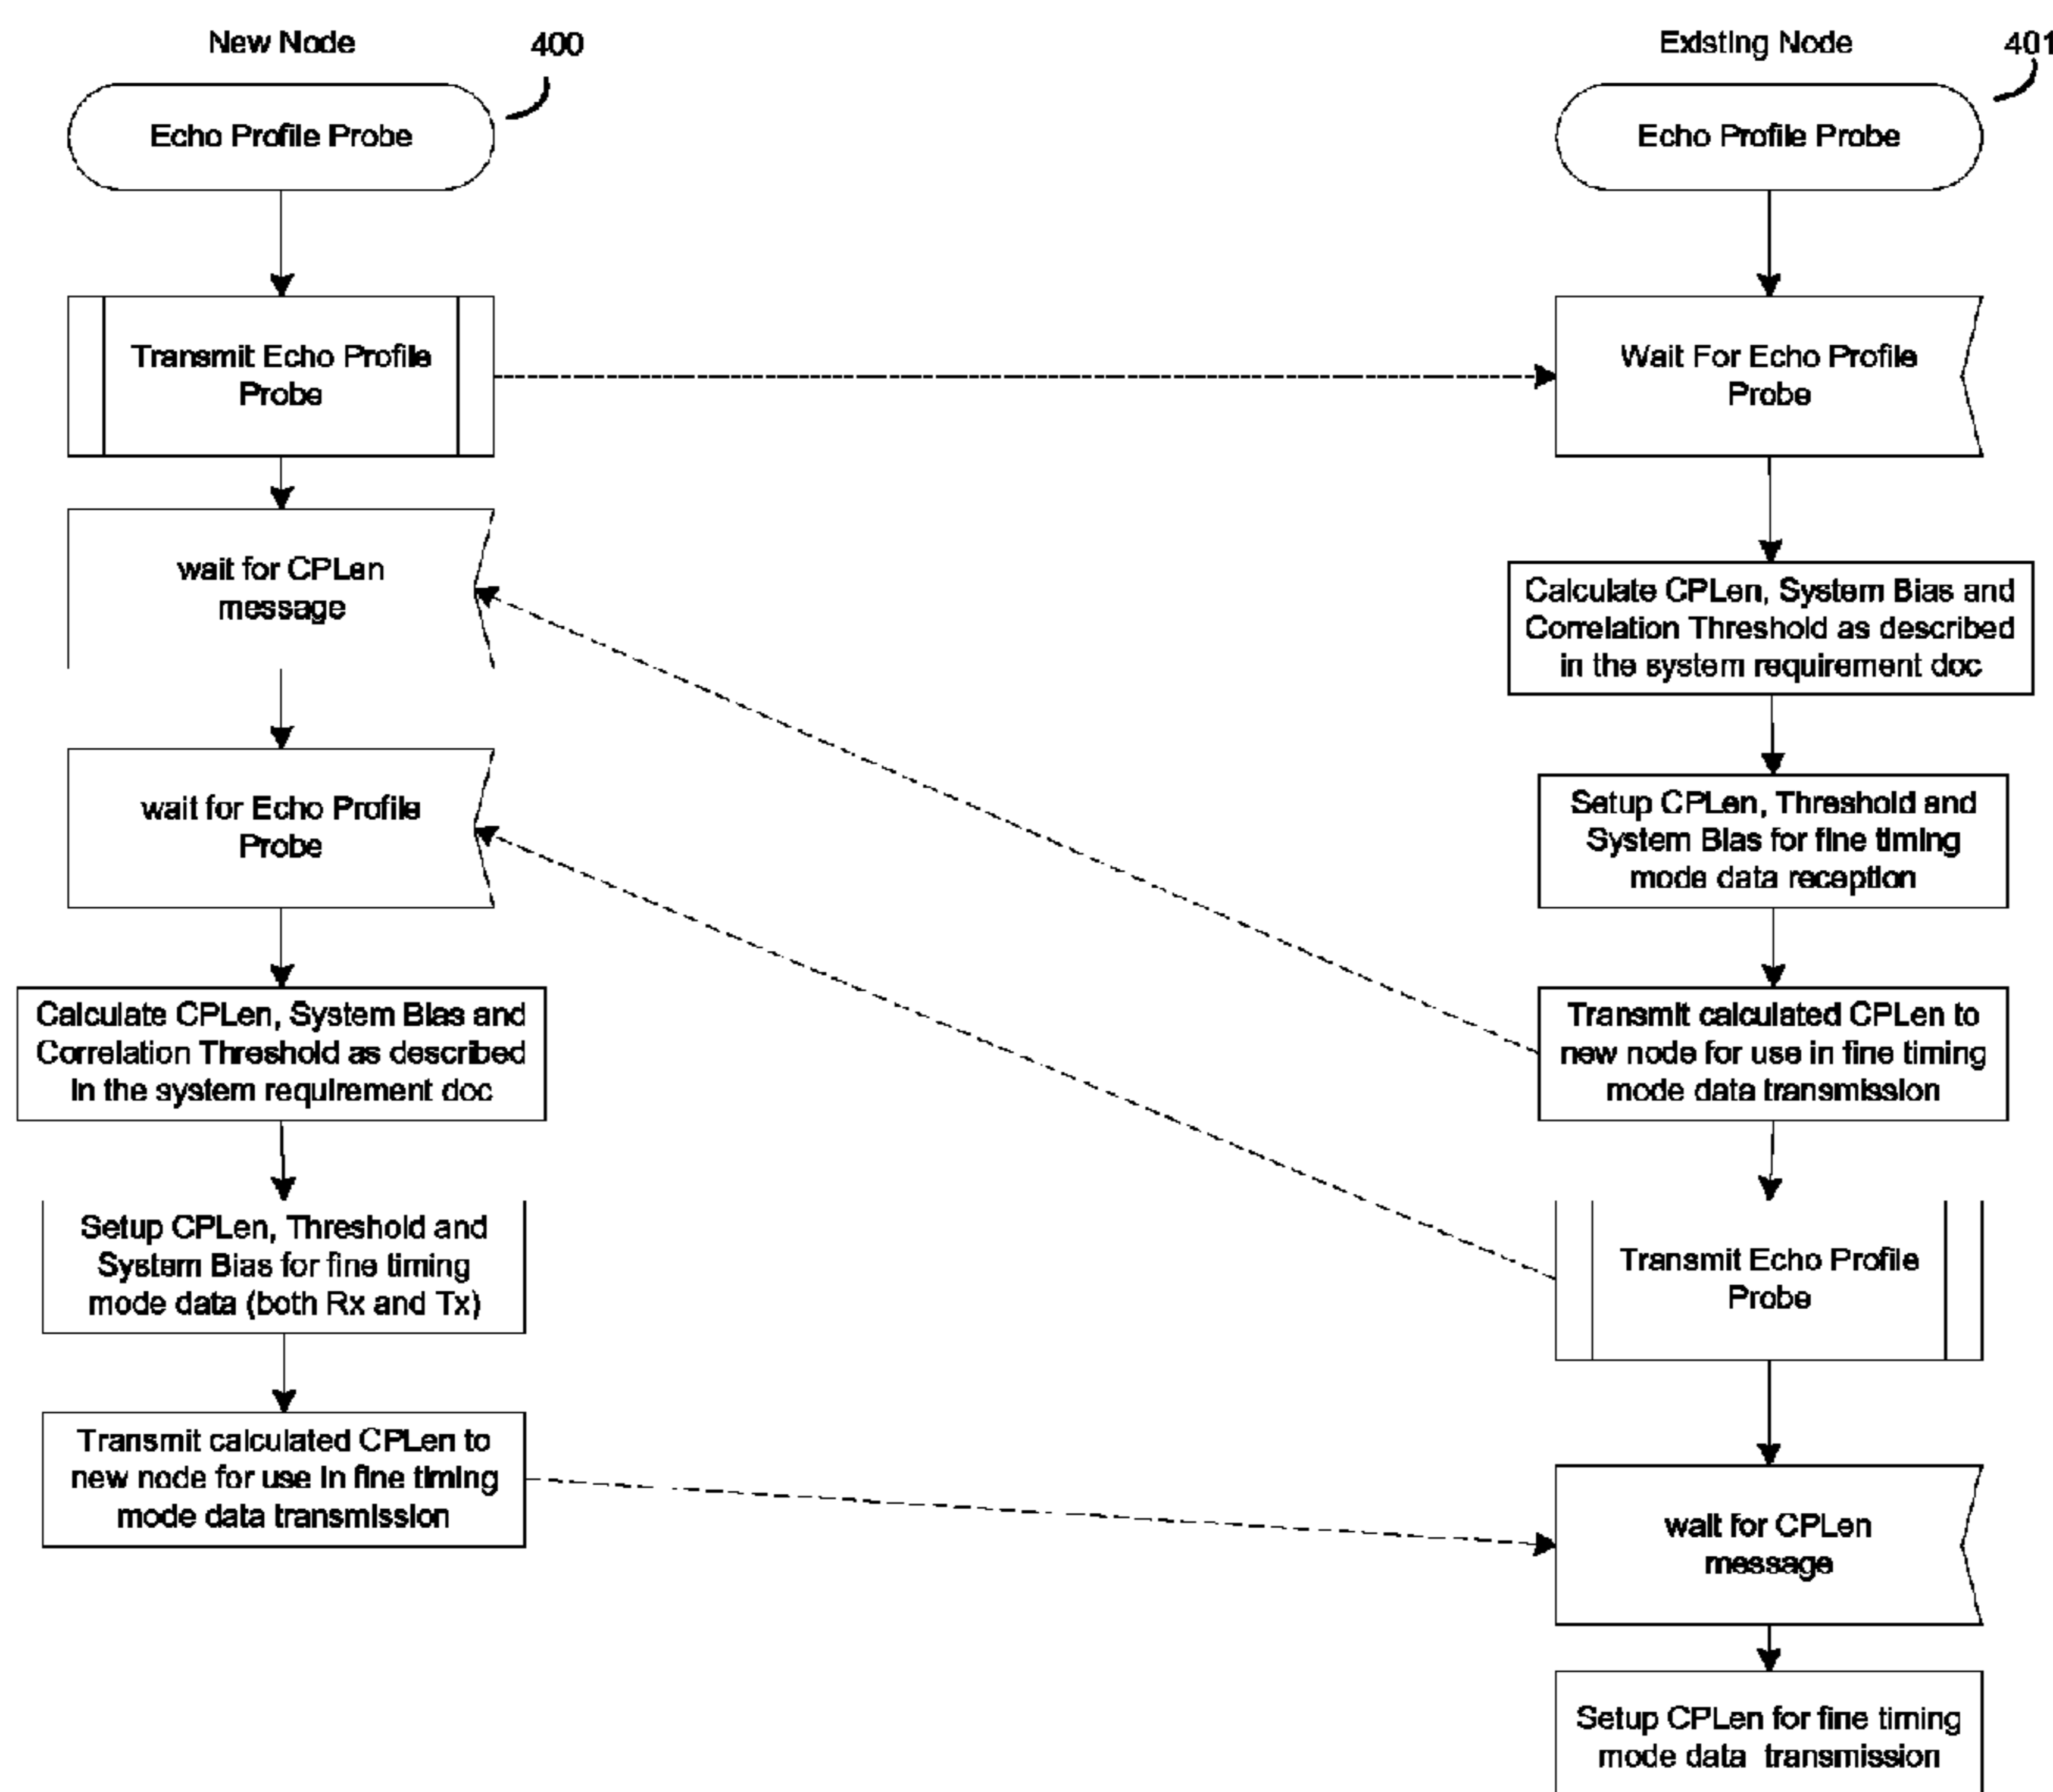 New Node
400
Echo Profile Probe
Transmit Echo Profile
Probe
wait for CPLen
message
wait for Echo Profile
Probe
Calculate CPLen, System Bias and
Correlation Threshold as described
in the system requirement doc
Setup CPLen, Threshold and
System Bias for fine timing
mode data (both Rx and Tx)
Transmit calculated CPLen to
new node for use in fine timing
mode data transmission
Existing Node
401
Echo Profile Probe
Wait For Echo Profile
Probe
Calculate CPLen, System Bias and
Correlation Threshold as described
in the system requirement doc
Setup CPLen, Threshold and
System Bias for fine timing
mode data reception
Transmit calculated CPLen to
new node for use in fine timing
mode data transmission
Transmit Echo Profile
Probe
wait for CPLen
message
Setup CPLen for fine timing
mode data transmission